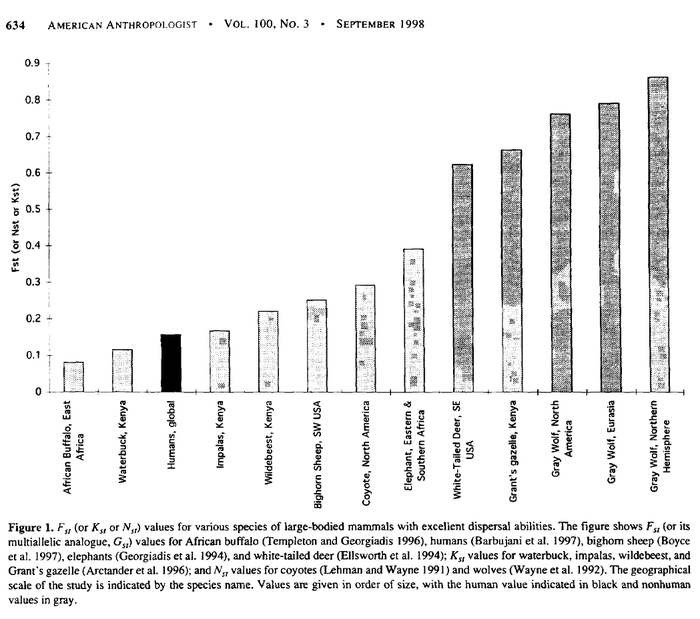 634 AMERICAN ANTHROPOLOGIST • VOL. 100, NO. 3 • SEPTEMBER 1998
0.9
0.8
0.7
0.6
0.5
0.4
0.3
0.2
0.1
0
Fst (or Nst or Kst)
African Buffalo, East
Africa
Waterbuck, Kenya
Humans, global
Impalas, Kenya
Wildebeest, Kenya
Bighorn Sheep, SW USA
Coyote, North America
Elephant, Eastern &
Southern Africa
White-Tailed Deer, SE
USA
Grant's gazelle, Kenya
Gray Wolf, North
America
Gray Wolf, Eurasia
Gray Wolf, Northern
Hemisphere
Figure 1. Fst (or Kst or Nst) values for various species of large-bodied mammals with excellent dispersal abilities. The figure shows Fst (or its
multiallelic analogue, Gst) values for African buffalo (Templeton and Georgiadis 1996), humans (Barbujani et al. 1997), bighorn sheep (Boyce
et al. 1997), elephants (Georgiadis et al. 1994), and white-tailed deer (Ellsworth et al. 1994); Kst values for waterbuck, impalas, wildebeest, and
Grant's gazelle (Arctander et al. 1996); and Nst values for coyotes (Lehman and Wayne 1991) and wolves (Wayne et al. 1992). The geographical
scale of the study is indicated by the species name. Values are given in order of size, with the human value indicated in black and nonhuman
values in gray.